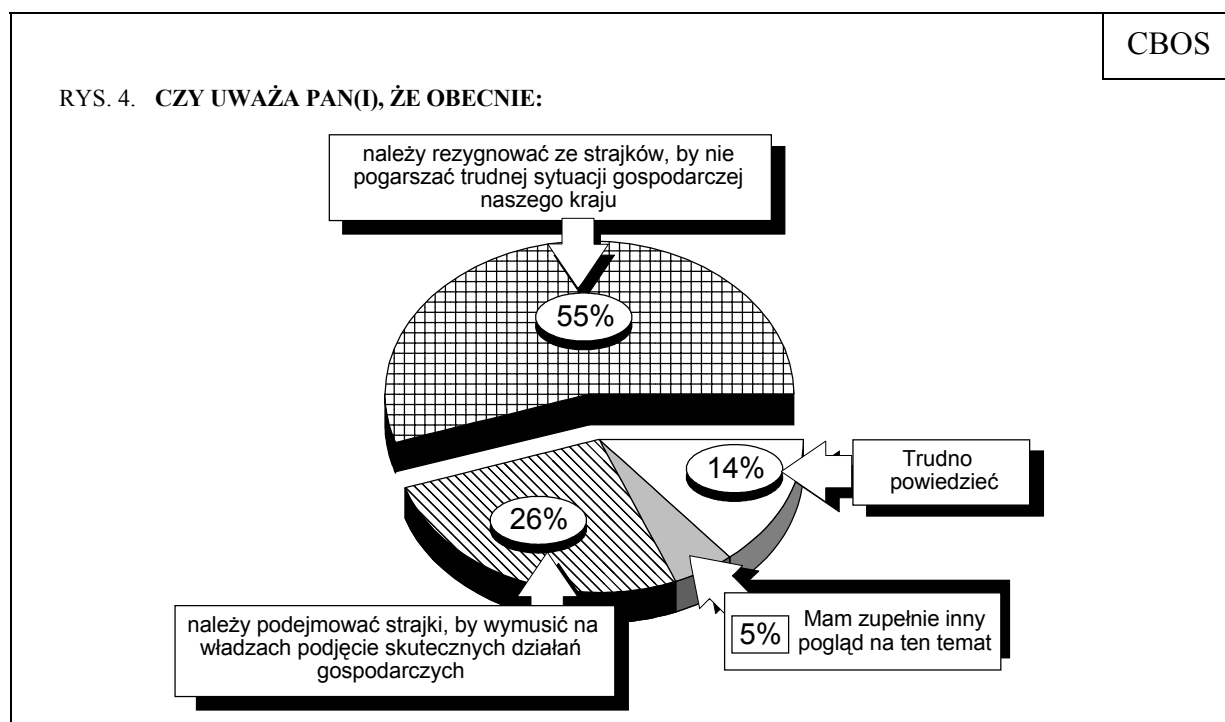 CBOS
RYS. 4. CZY UWAŻA PAN(I), ŻE OBECNIE:
należy rezygnować ze strajków, by nie
pogarszać trudnej sytuacji gospodarczej
naszego kraju
55%
14%
Trudno
powiedzieć
26%
należy podejmować strajki, by wymusić na
władzach podjęcie skutecznych działań
gospodarczych
5%
Mam zupełnie inny
pogląd na ten temat